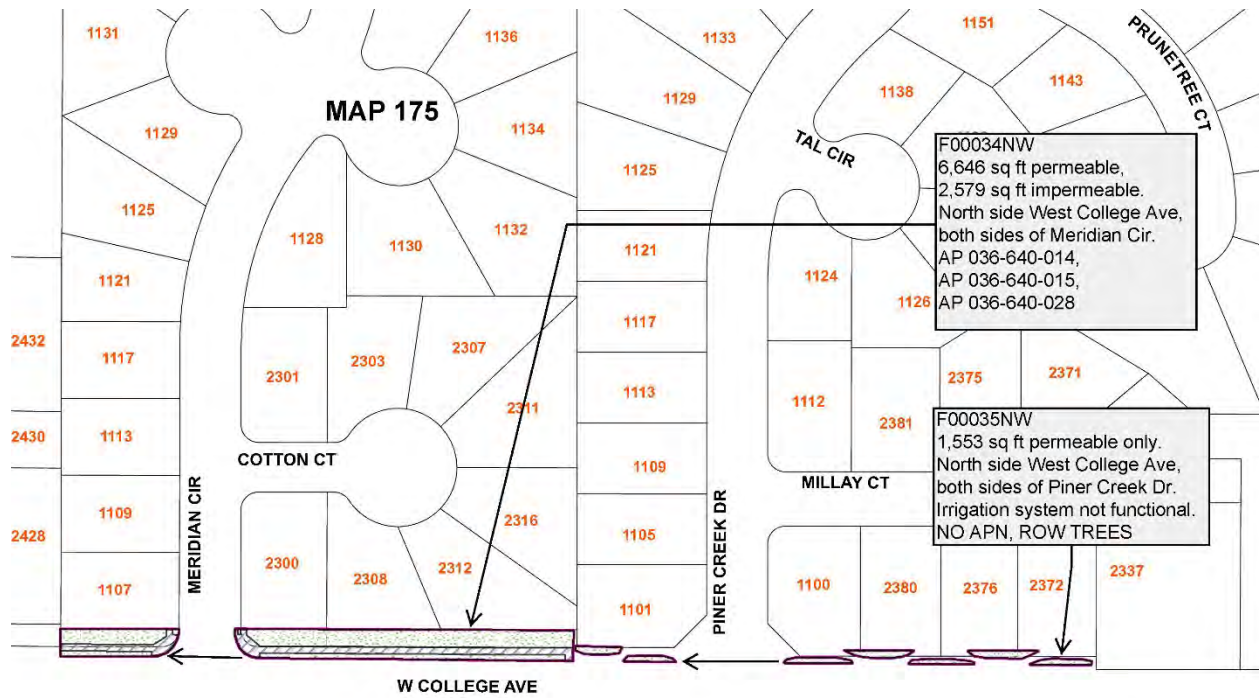 1131
1136
1133
1151
PRUNETREE CT
1143
1129
MAP 175
1134
1129
1138
TAL CIR
1125
1125
1128
1130
1132
F00034NW
6,646 sq ft permeable,
2,579 sq ft impermeable.
North side West College Ave,
both sides of Meridian Cir.
AP 036-640-014,
AP 036-640-015,
AP 036-640-028
1121
1121
1124
1126
2432
1117
2301
2303
2307
1117
1112
2381
2375
2371
2311
1113
2430
1113
COTTON CT
1109
MILLAY CT
F00035NW
1,553 sq ft permeable only.
North side West College Ave,
both sides of Piner Creek Dr.
Irrigation system not functional.
NO APN, ROW TREES
MERIDIAN CIR
PINER CREEK DR
2428
1109
2316
1105
1107
2300
2308
2312
1101
1100
2380
2376
2372
2337
W COLLEGE AVE